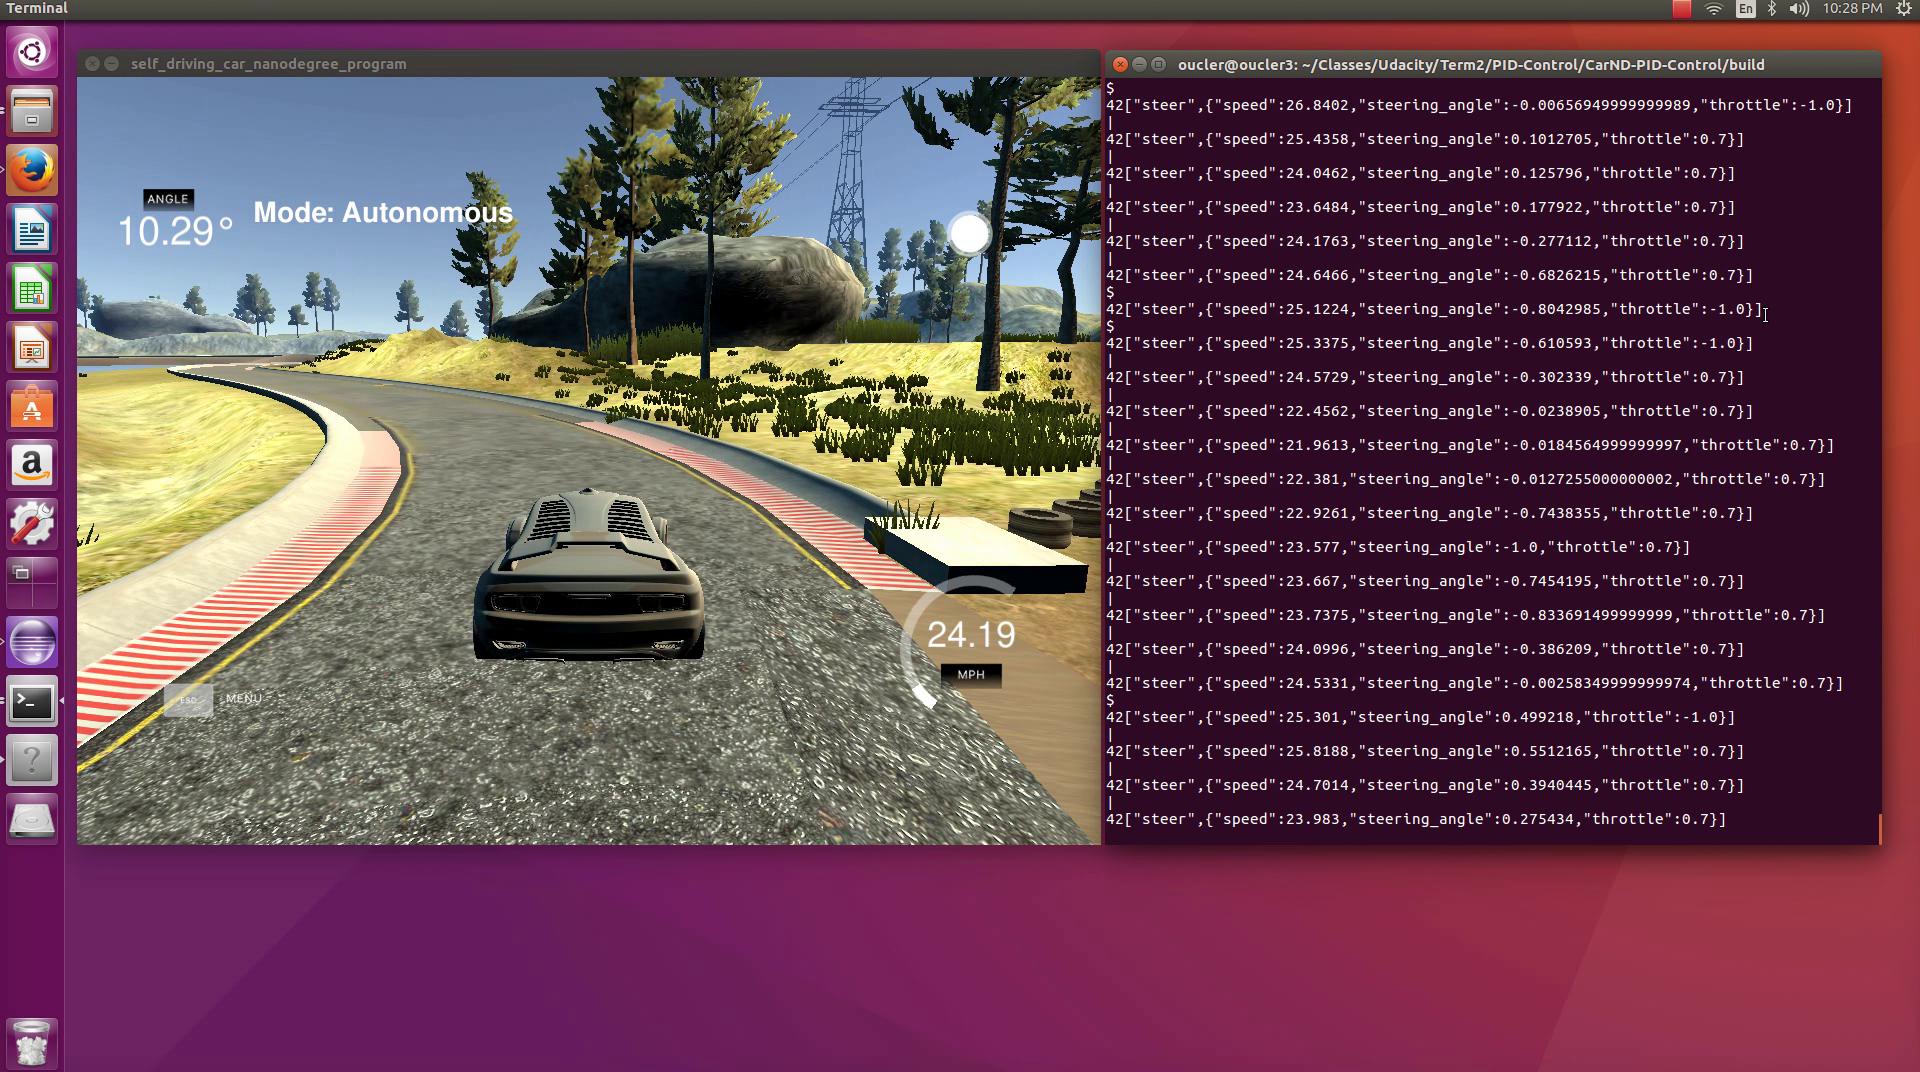 Terminal
En
10:28 PM
self_driving_car_nanodegree_program
ANGLE
10.29°
Mode: Autonomous
24.19
MPH
ESC
MENU
a
oucler@oucler3: ~/Classes/Udacity/Term2/PID-Control/CarND-PID-Control/build
$
42["steer",{"speed":26.8402,"steering_angle":-0.00656949999999989,"throttle":-1.0}]
|
42["steer",{"speed":25.4358,"steering_angle":0.1012705,"throttle":0.7}]
|
42["steer",{"speed":24.0462,"steering_angle":0.125796,"throttle":0.7}]
|
42["steer",{"speed":23.6484,"steering_angle":0.177922,"throttle":0.7}]
|
42["steer",{"speed":24.1763,"steering_angle":-0.277112,"throttle":0.7}]
|
42["steer",{"speed":24.6466,"steering_angle":-0.6826215,"throttle":0.7}]
$
42["steer",{"speed":25.1224,"steering_angle":-0.8042985,"throttle":-1.0}]
$
42["steer",{"speed":25.3375,"steering_angle":-0.610593,"throttle":-1.0}]
|
42["steer",{"speed":24.5729,"steering_angle":-0.302339,"throttle":0.7}]
|
42["steer",{"speed":22.4562,"steering_angle":-0.0238905,"throttle":0.7}]
|
42["steer",{"speed":21.9613,"steering_angle":-0.0184564999999997,"throttle":0.7}]
|
42["steer",{"speed":22.381,"steering_angle":-0.0127255000000002,"throttle":0.7}]
|
42["steer",{"speed":22.9261,"steering_angle":-0.7438355,"throttle":0.7}]
|
42["steer",{"speed":23.577,"steering_angle":-1.0,"throttle":0.7}]
|
42["steer",{"speed":23.667,"steering_angle":-0.7454195,"throttle":0.7}]
|
42["steer",{"speed":23.7375,"steering_angle":-0.833691499999999,"throttle":0.7}]
|
42["steer",{"speed":24.0996,"steering_angle":-0.386209,"throttle":0.7}]
|
42["steer",{"speed":24.5331,"steering_angle":-0.00258349999999974,"throttle":0.7}]
$
42["steer",{"speed":25.301,"steering_angle":0.499218,"throttle":-1.0}]
|
42["steer",{"speed":25.8188,"steering_angle":0.5512165,"throttle":0.7}]
|
42["steer",{"speed":24.7014,"steering_angle":0.3940445,"throttle":0.7}]
|
42["steer",{"speed":23.983,"steering_angle":0.275434,"throttle":0.7}]